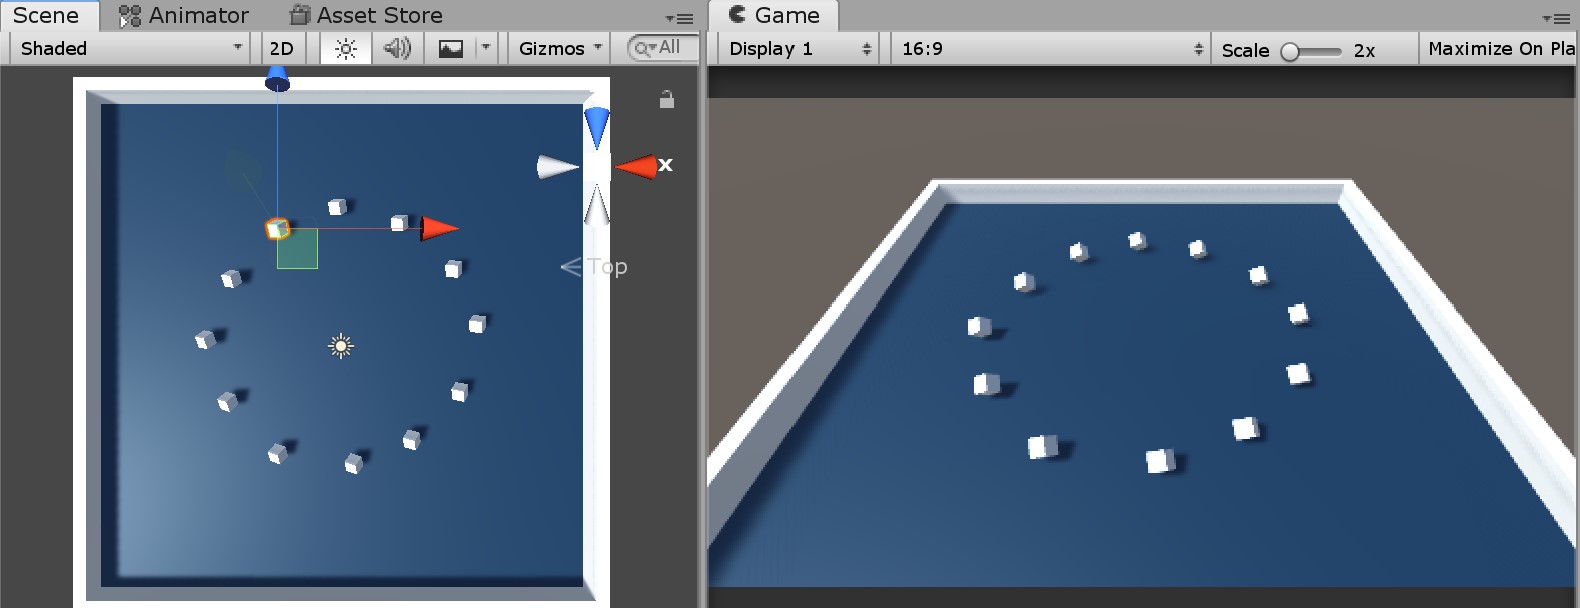 Scene Animator Asset Store
Shaded 2D Gizmos All
x
Top
Game
Display 1 16:9 Scale 2x Maximize On Pla